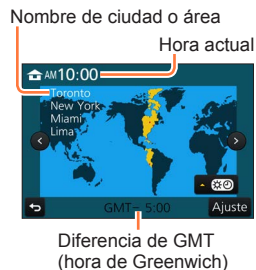 Nombre de ciudad o área
Hora actual
AM10:00
Toronto
New York
Miami
Lima
GMT- 5:00
Ajuste
Diferencia de GMT
(hora de Greenwich)